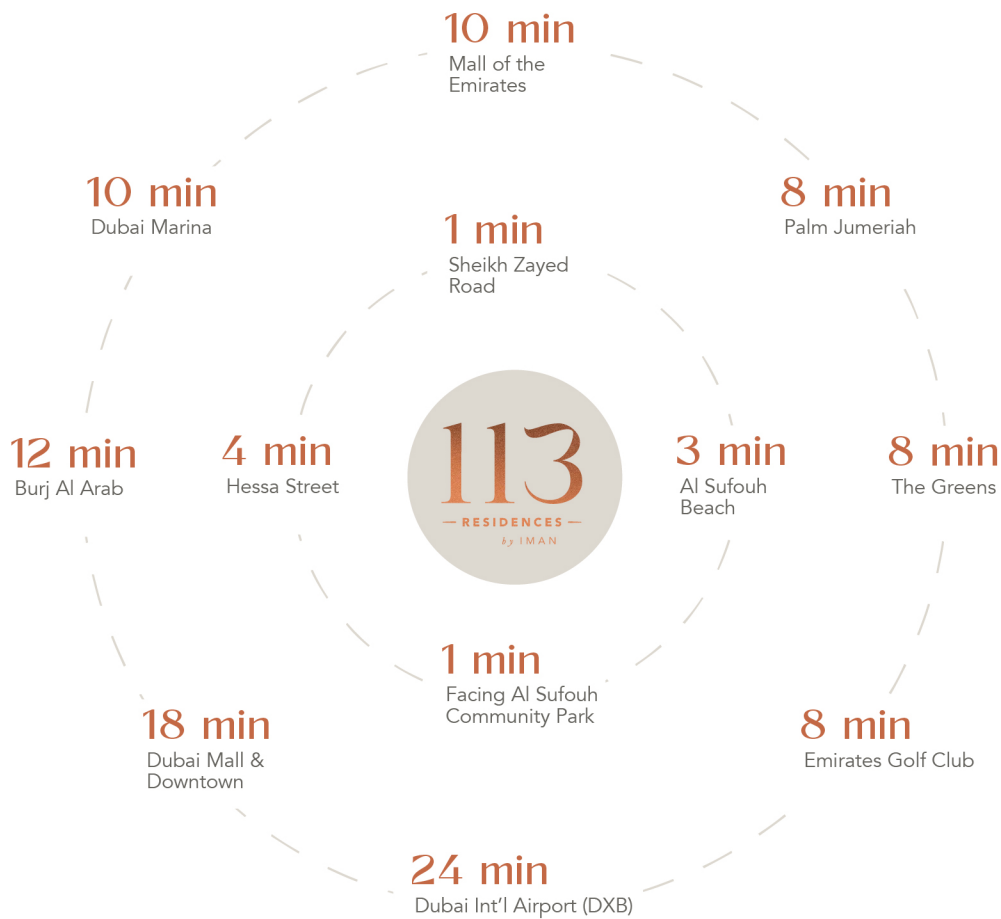 10 min
Mall of the
Emirates
10 min
Dubai Marina
8 min
Palm Jumeriah
1 min
Sheikh Zayed
Road
12 min
Burj Al Arab
4 min
Hessa Street
113
RESIDENCES
by IMAN
3 min
Al Sufouh
Beach
8 min
The Greens
1 min
Facing Al Sufouh
Community Park
18 min
Dubai Mall &
Downtown
8 min
Emirates Golf Club
24 min
Dubai Int’l Airport (DXB)